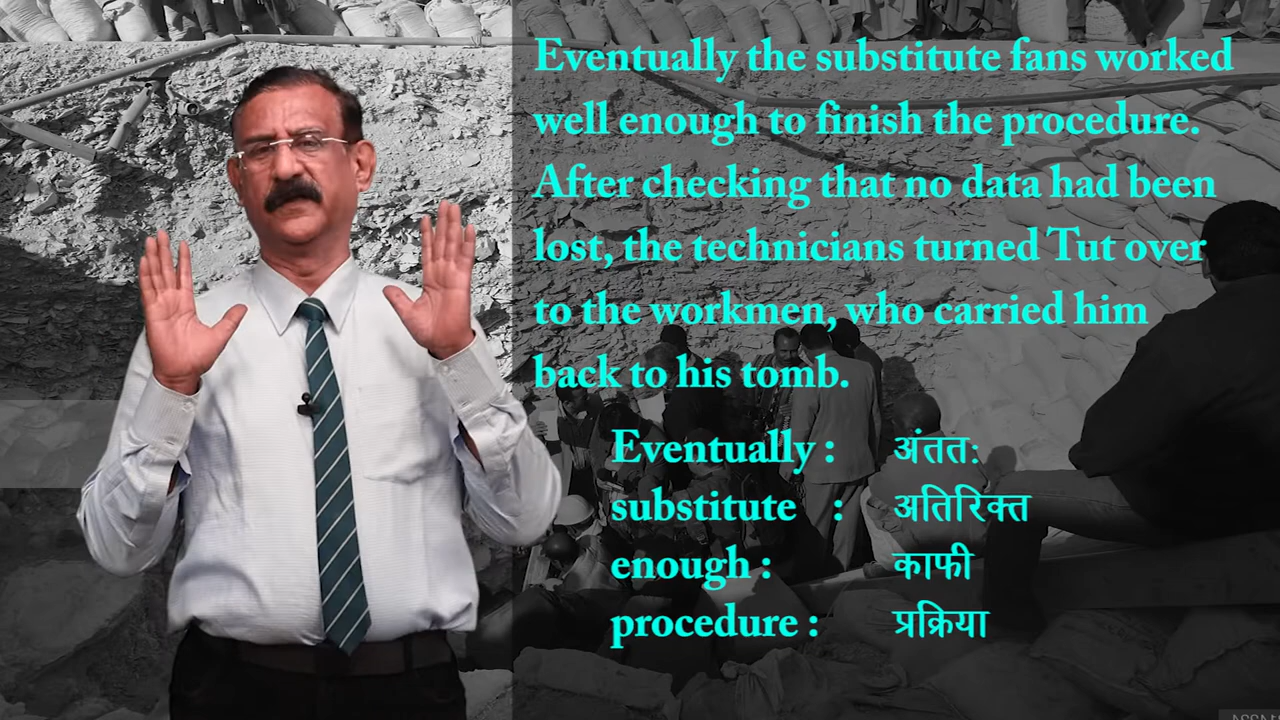 Eventually the substitute fans worked
well enough to finish the procedure.
After checking that no data had been
lost, the technicians turned Tut over
to the workmen, who carried him
back to his tomb.
Eventually : अंततः
substitute : अतिरिक्त
enough : काफी
procedure : प्रक्रिया